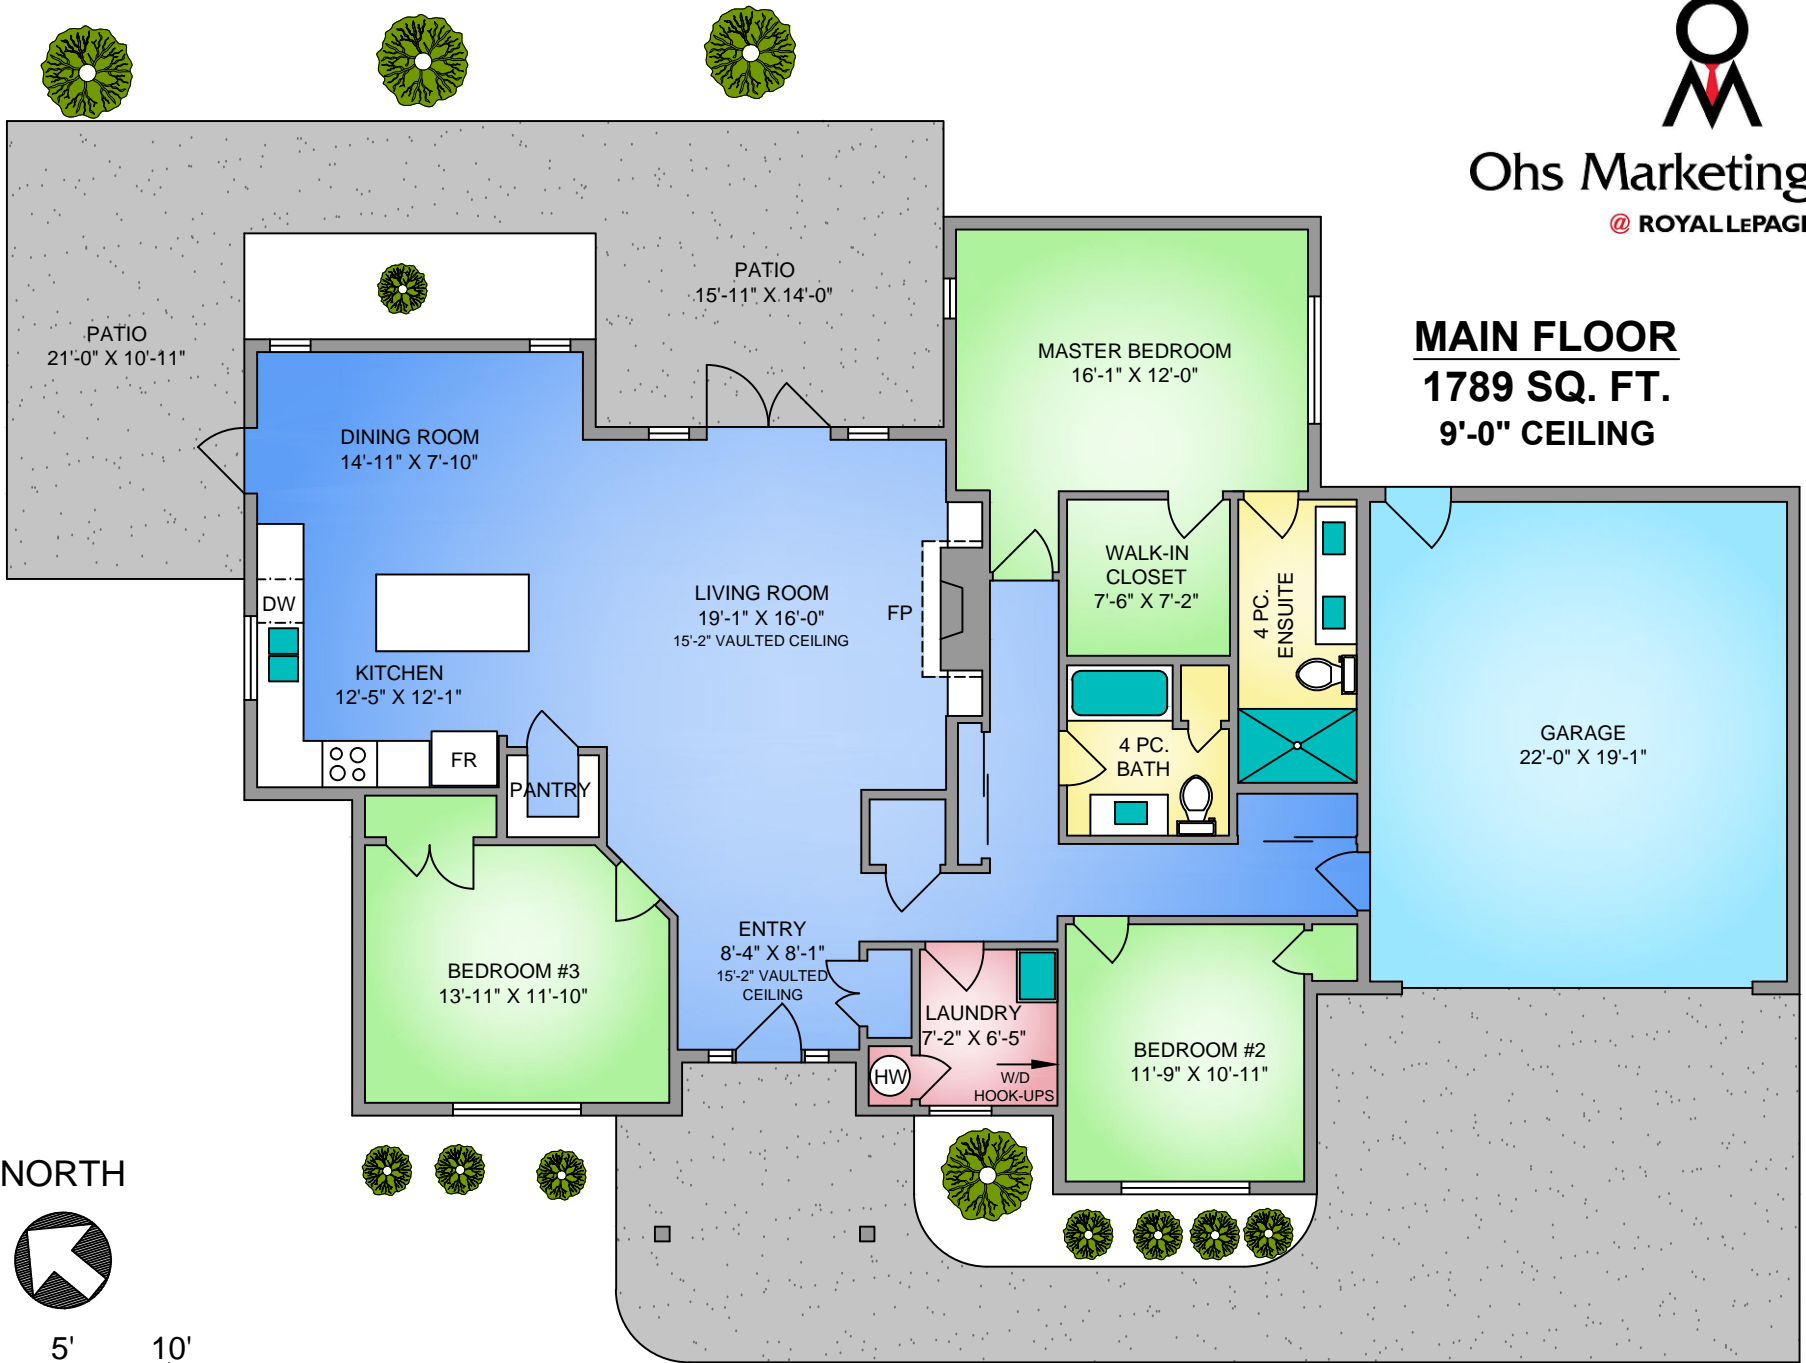 Ohs Marketing
@ ROYAL LEPAGE
MAIN FLOOR
1789 SQ. FT.
9'-0" CEILING
PATIO
15'-11" X 14'-0"
PATIO
21'-0" X 10'-11"
MASTER BEDROOM
16'-1" X 12'-0"
DINING ROOM
14'-11" X 7'-10"
WALK-IN
CLOSET
7'-6" X 7'-2"
4 PC.
ENSUITE
LIVING ROOM
19'-1" X 16'-0"
15'-2" VAULTED CEILING
FP
DW
KITCHEN
12'-5" X 12'-1"
FR
PANTRY
4 PC.
BATH
GARAGE
22'-0" X 19'-1"
ENTRY
8'-4" X 8'-1"
15'-2" VAULTED
CEILING
BEDROOM #3
13'-11" X 11'-10"
LAUNDRY
7'-2" X 6'-5"
HW
W/D
HOOK-UPS
BEDROOM #2
11'-9" X 10'-11"
NORTH
5' 10'